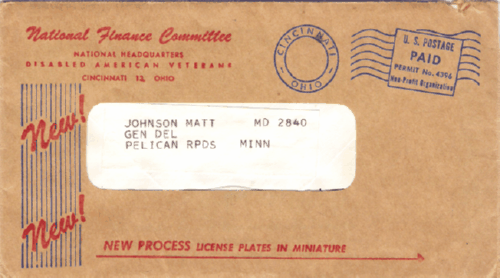 National Finance Committee
NATIONAL HEADQUARTERS
DISABLED AMERICAN VETERANS
CINCINNATI 12, OHIO
CINCINNATI
OHIO
U. S. POSTAGE
PAID
PERMIT No. 4396
Non-Profit Organization
New!
JOHNSON MATT MD 2840
GEN DEL
PELICAN RPDS MINN
New!
NEW PROCESS LICENSE PLATES IN MINIATURE